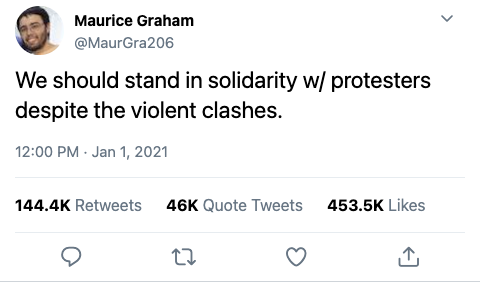 Maurice Graham
@MaurGra206
We should stand in solidarity w/ protesters
despite the violent clashes.
12:00 PM · Jan 1, 2021
144.4K Retweets 46K Quote Tweets 453.5K Likes